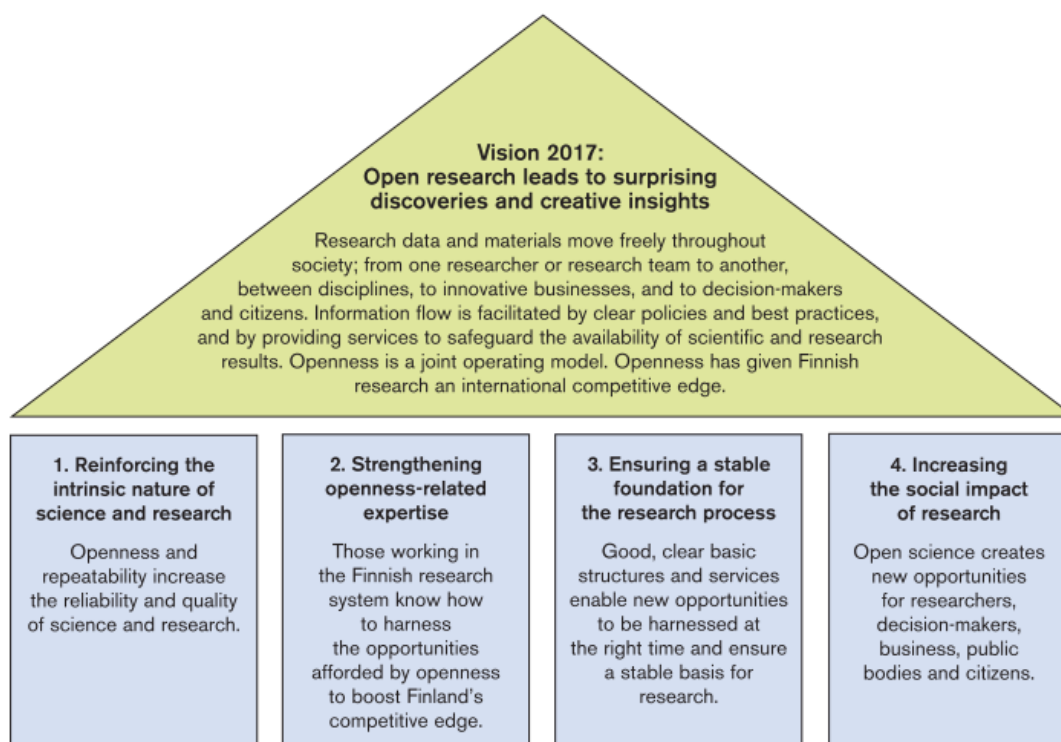 Vision 2017:
Open research leads to surprising
discoveries and creative insights
Research data and materials move freely throughout
society; from one researcher or research team to another,
between disciplines, to innovative businesses, and to decision-makers
and citizens. Information flow is facilitated by clear policies and best practices,
and by providing services to safeguard the availability of scientific and research
results. Openness is a joint operating model. Openness has given Finnish
research an international competitive edge.
1. Reinforcing the
intrinsic nature of
science and research
Openness and
repeatability increase
the reliability and quality
of science and research.
2. Strengthening
openness-related
expertise
Those working in
the Finnish research
system know how
to harness
the opportunities
afforded by openness
to boost Finland's
competitive edge.
3. Ensuring a stable
foundation for
the research process
Good, clear basic
structures and services
enable new opportunities
to be harnessed at
the right time and ensure
a stable basis for
research.
4. Increasing
the social impact
of research
Open science creates
new opportunities
for researchers,
decision-makers,
business, public
bodies and citizens.